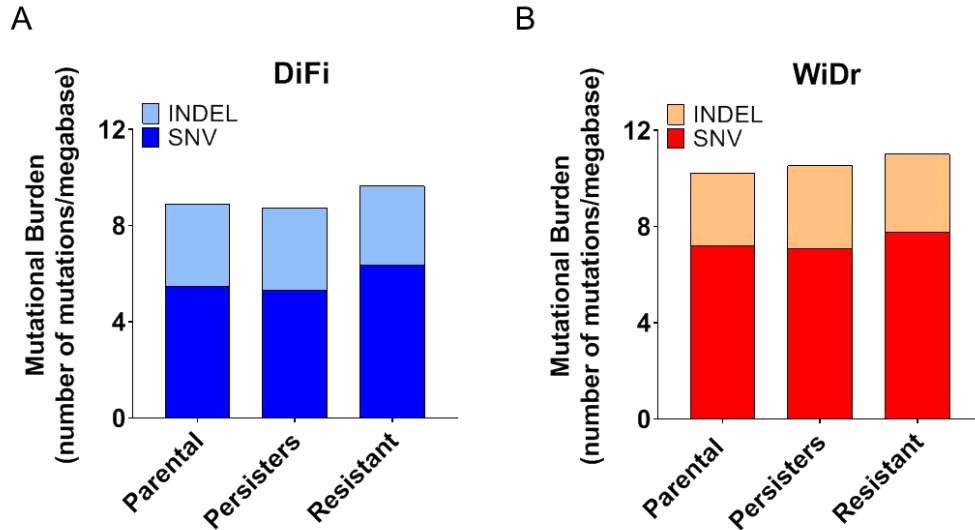 A
DiFi
INDEL
SNV
Mutational Burden
(number of mutations/megabase)
12
8
4
0
Parental
Persisters
Resistant
B
WiDr
INDEL
SNV
Mutational Burden
(number of mutations/megabase)
12
8
4
0
Parental
Persisters
Resistant